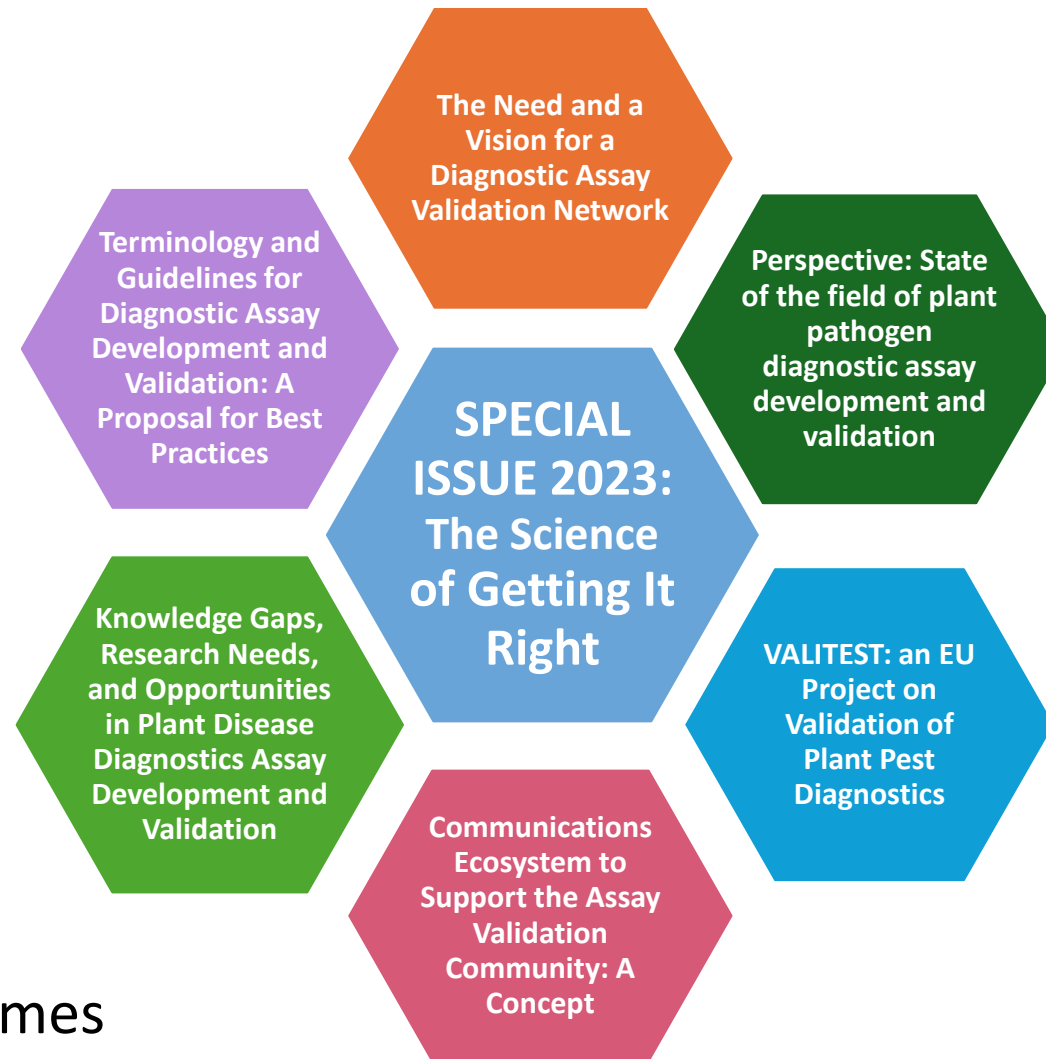 The Need and a
Vision for a
Diagnostic Assay
Validation Network
Terminology and
Guidelines for
Diagnostic Assay
Development and
Validation: A
Proposal for Best
Practices
Perspective: State
of the field of plant
pathogen
diagnostic assay
development and
validation
SPECIAL
ISSUE 2023:
The Science
of Getting It
Right
Knowledge Gaps,
Research Needs,
and Opportunities
in Plant Disease
Diagnostics Assay
Development and
Validation
VALITEST: an EU
Project on
Validation of
Plant Pest
Diagnostics
Communications
Ecosystem to
Support the Assay
Validation
Community: A
Concept
mes